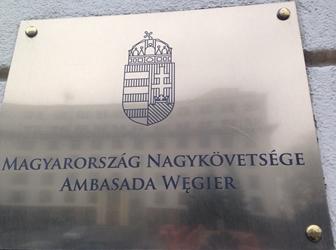 Magyarország Nagykövetsége
Ambasada Węgier